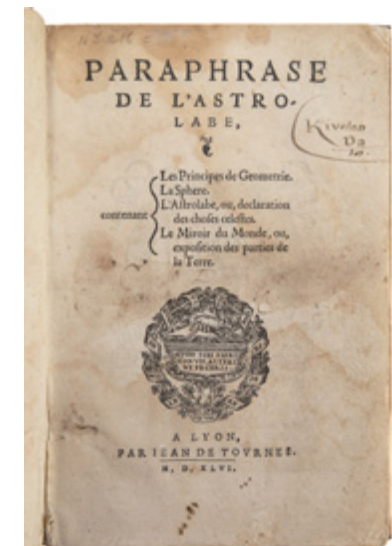 PARAPHRASE
DE L'ASTRO-
LABE,
contenant
Les Principes de Geometrie.
La Sphere.
L'Astrolabe, ou, declaration
des choses celestes.
Le Miroir du Monde, ou,
exposition des parties de
la Terre.
A LYON,
PAR IEAN DE TOVRNES.
M. D. XLVI.